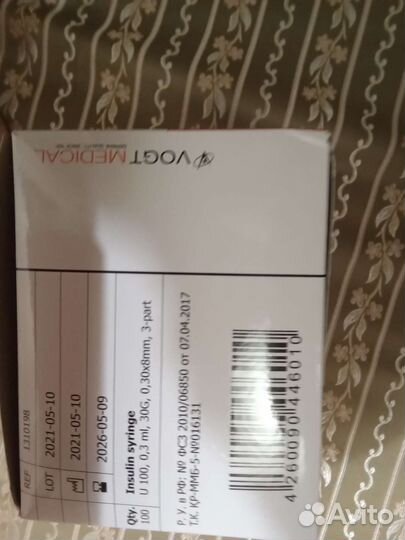 VOGT MEDICAL
REF 1310198
LOT 2021-05-10
2021-05-10
2026-05-09
Qty. Insulin syringe
100 U 100, 0,3 ml, 30G, 0,30x8mm, 3-part
Р. У. в РФ: № ФСЗ 2010/06850 от 07.04.2017
Т.К. КР-ММБ-5-№016131
4 260090 446010
Avito